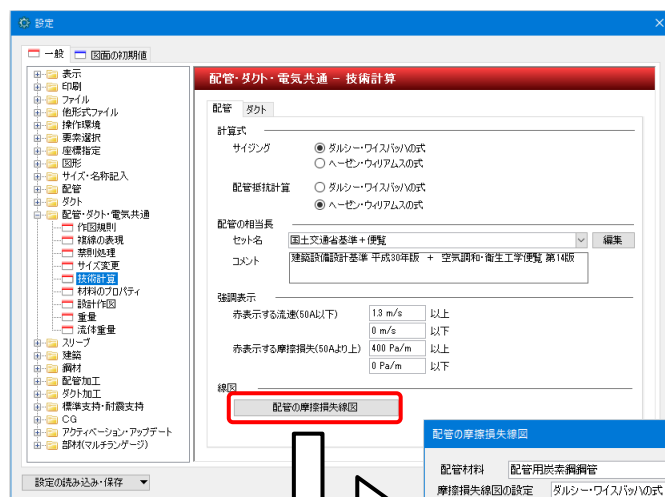 設定
一般 図面の初期値
表示
印刷
ファイル
他形式ファイル
操作環境
要素選択
座標指定
図形
サイズ・名称記入
配管
ダクト
配管・ダクト・電気共通
作図規則
複線の表現
禁則処理
サイズ変更
技術計算
材料のプロパティ
設計作図
重量
流体重量
スリーブ
建築
鋼材
配管加工
ダクト加工
標準支持・耐震支持
CG
アクティベーション・アップデート
部材(マルチランゲージ)
設定の読み込み・保存
配管・ダクト・電気共通 - 技術計算
配管 ダクト
計算式
サイジング ダルシー・ワイスバッハの式
ヘーゼン・ウィリアムスの式
配管抵抗計算 ダルシー・ワイスバッハの式
ヘーゼン・ウィリアムスの式
配管の相当長
セット名 国土交通省基準+便覧 編集
コメント 建築設備設計基準 平成30年版 + 空気調和・衛生工学便覧 第14版
強調表示
赤表示する流速(50A以下) 1.3 m/s 以上
0 m/s 以下
赤表示する摩擦損失(50Aより上) 400 Pa/m 以上
0 Pa/m 以下
線図
配管の摩擦損失線図
配管の摩擦損失線図
配管材料 配管用炭素鋼鋼管
摩擦損失線図の設定 ダルシー・ワイスバッハの式